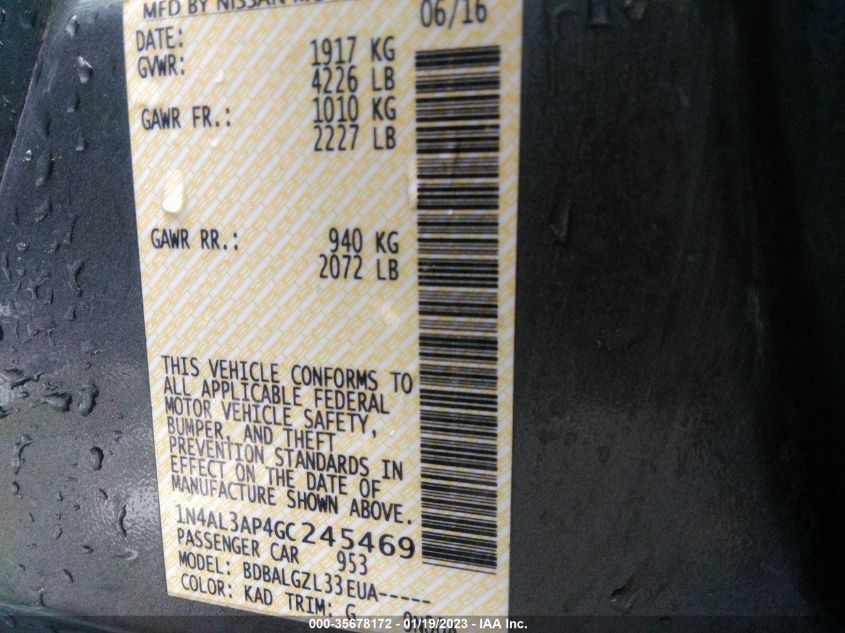 MFD BY NISSAN
06/16
DATE:
GVWR: 1917 KG
4226 LB
GAWR FR.: 1010 KG
2227 LB
GAWR RR.: 940 KG
2072 LB
THIS VEHICLE CONFORMS TO
ALL APPLICABLE FEDERAL
MOTOR VEHICLE SAFETY,
BUMPER, AND THEFT
PREVENTION STANDARDS IN
EFFECT ON THE DATE OF
MANUFACTURE SHOWN ABOVE.
1N4AL3AP4GC245469
PASSENGER CAR 953
MODEL: BDBALGZL33EUA-----
COLOR: KAD TRIM: G
000-35678172 - 01/19/2023 - IAA Inc.